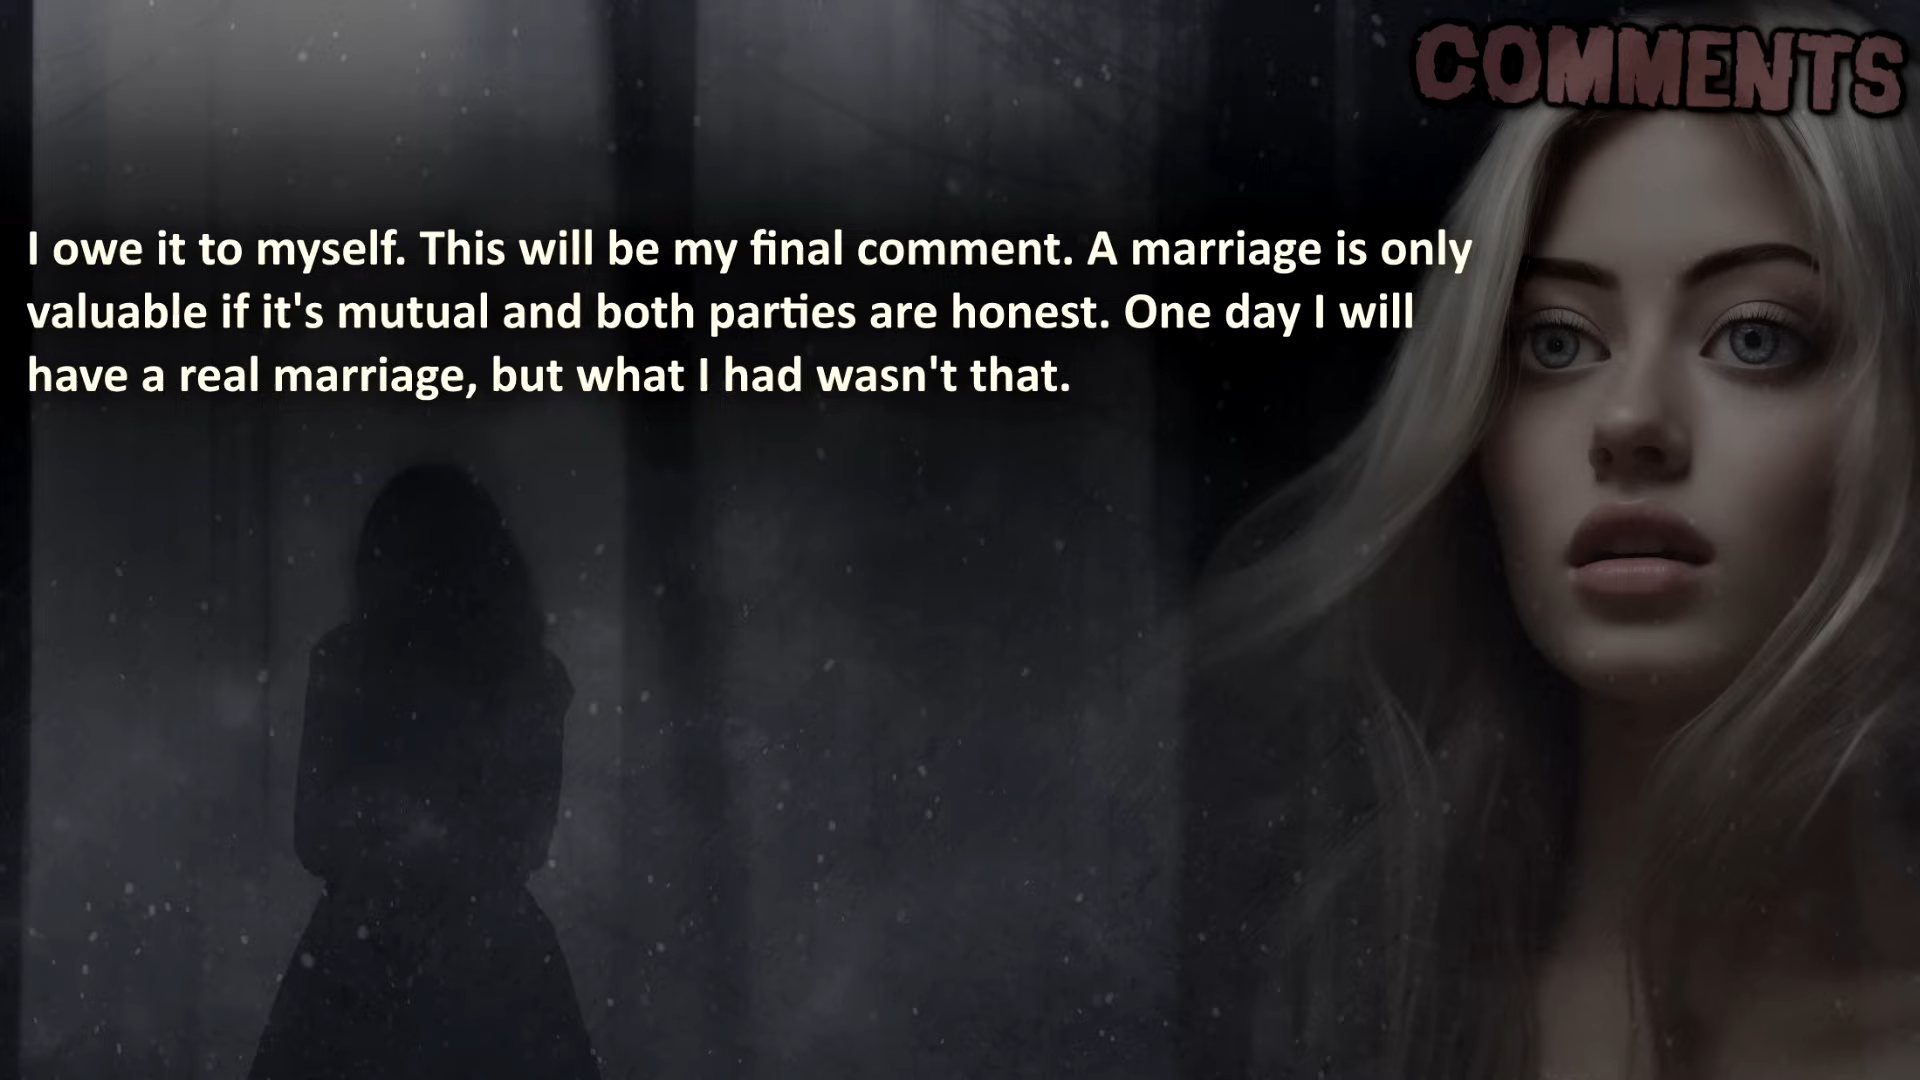 COMMENTS
I owe it to myself. This will be my final comment. A marriage is only
valuable if it's mutual and both parties are honest. One day I will
have a real marriage, but what I had wasn't that.